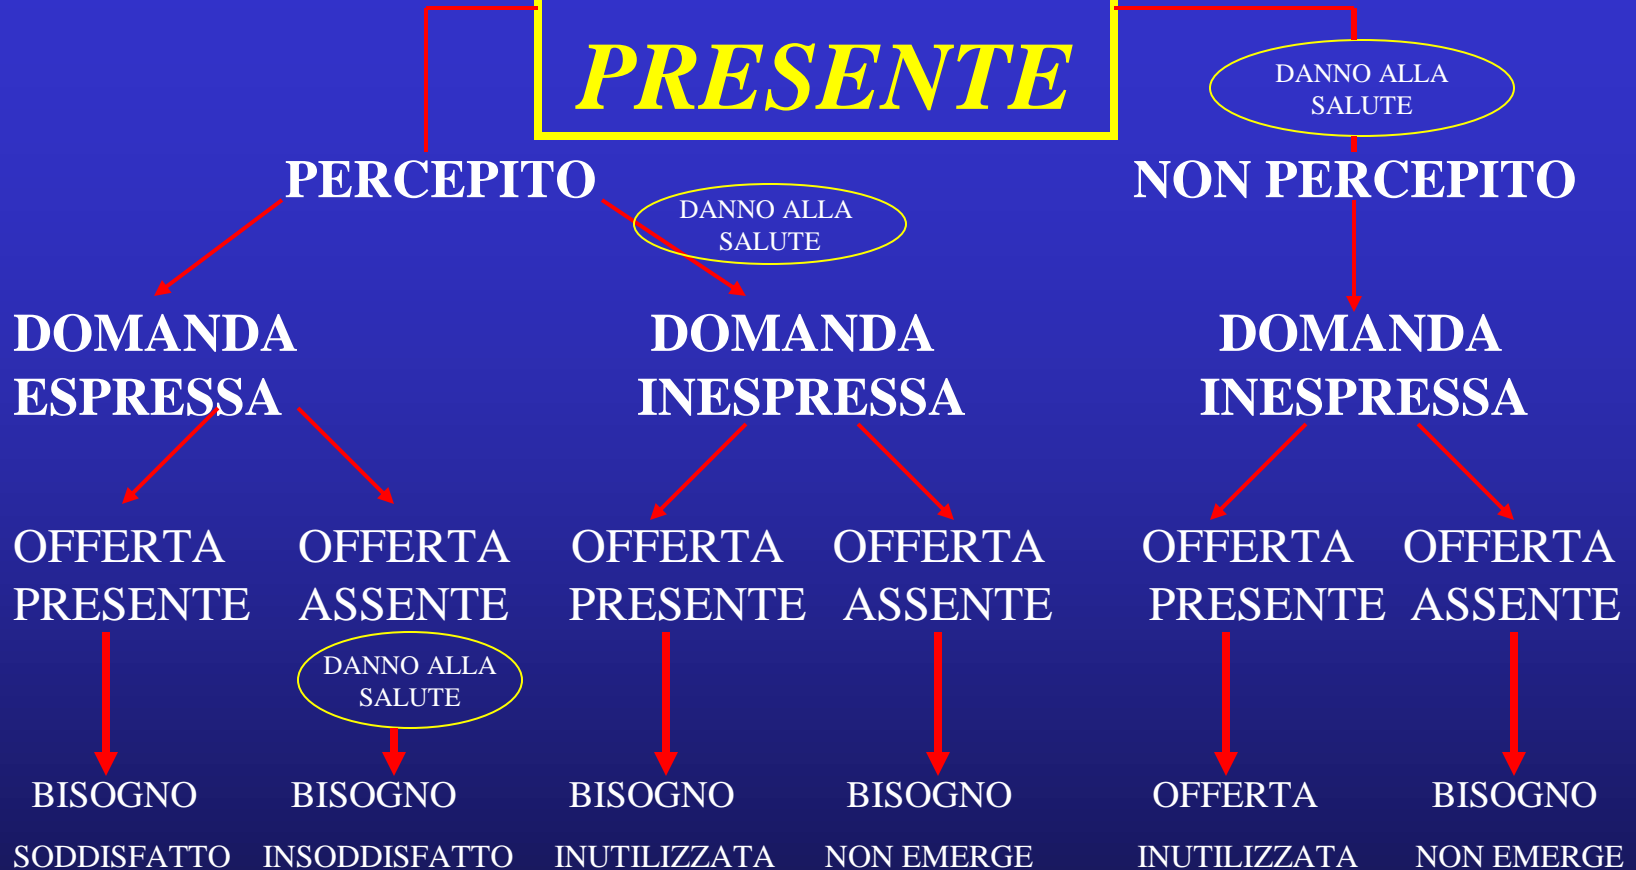 PRESENTE
DANNO ALLA
SALUTE
PERCEPITO
NON PERCEPITO
DANNO ALLA
SALUTE
DOMANDA
ESPRESSA
DOMANDA
INESPRESSA
DOMANDA
INESPRESSA
OFFERTA
PRESENTE
OFFERTA
ASSENTE
OFFERTA
PRESENTE
OFFERTA
ASSENTE
OFFERTA
PRESENTE
OFFERTA
ASSENTE
DANNO ALLA
SALUTE
BISOGNO
SODDISFATTO
BISOGNO
INSODDISFATTO
BISOGNO
INUTILIZZATA
BISOGNO
NON EMERGE
OFFERTA
INUTILIZZATA
BISOGNO
NON EMERGE